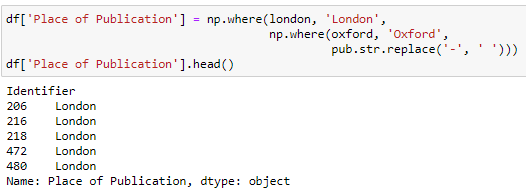 df['Place of Publication'] = np.where(london, 'London',
np.where(oxford, 'Oxford',
pub.str.replace('-', ' ')))
df['Place of Publication'].head()
Identifier
206    London
216    London
218    London
472    London
480    London
Name: Place of Publication, dtype: object